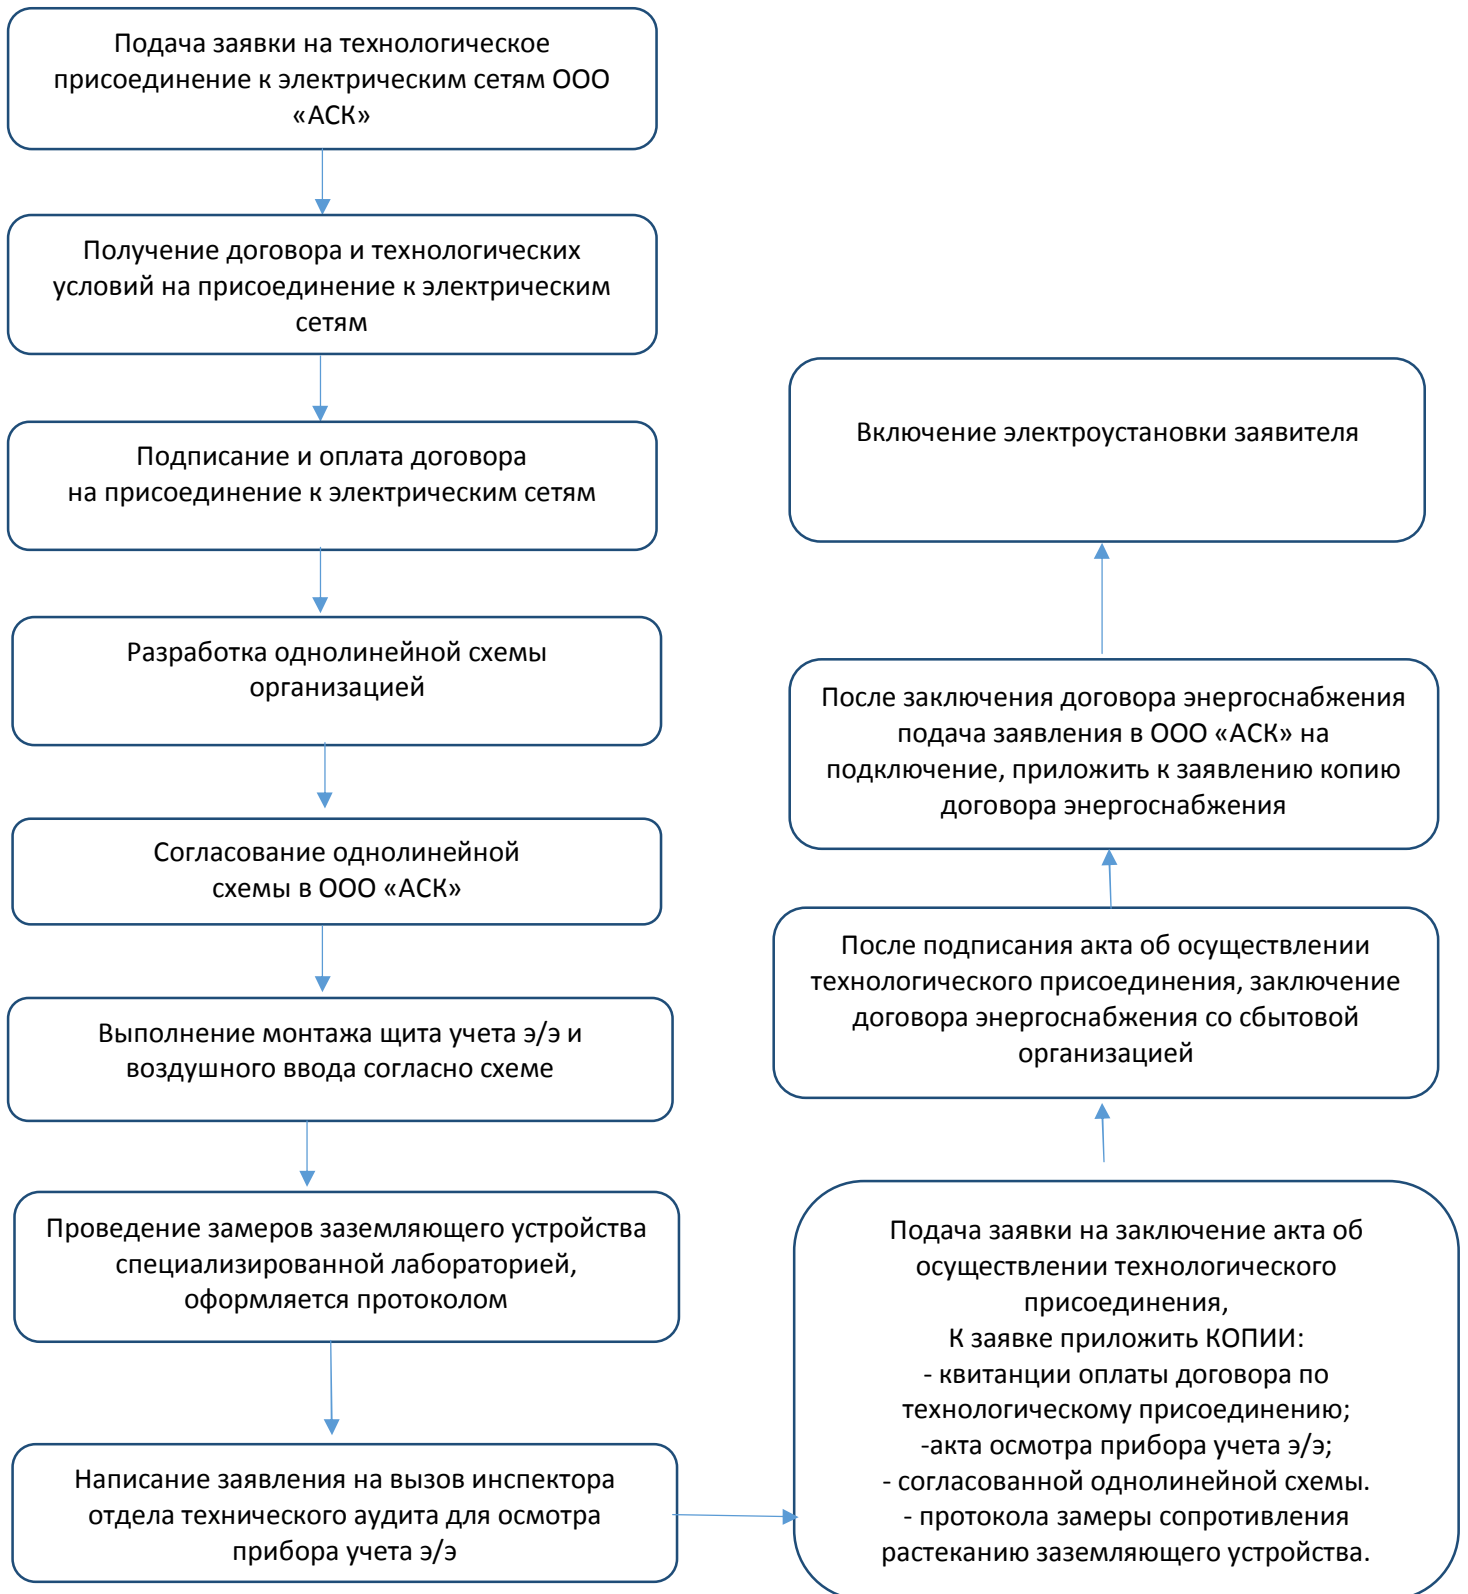 Подача заявки на технологическое
присоединение к электрическим сетям ООО
«АСК»
Получение договора и технологических
условий на присоединение к электрическим
сетям
Подписание и оплата договора
на присоединение к электрическим сетям
Разработка однолинейной схемы
организацией
Согласование однолинейной
схемы в ООО «АСК»
Выполнение монтажа щита учета э/э и
воздушного ввода согласно схеме
Проведение замеров заземляющего устройства
специализированной лабораторией,
оформляется протоколом
Написание заявления на вызов инспектора
отдела технического аудита для осмотра
прибора учета э/э
Подача заявки на заключение акта об
осуществлении технологического
присоединения,
К заявке приложить КОПИИ:
- квитанции оплаты договора по
технологическому присоединению;
-акта осмотра прибора учета э/э;
- согласованной однолинейной схемы.
- протокола замеры сопротивления
растеканию заземляющего устройства.
После подписания акта об осуществлении
технологического присоединения, заключение
договора энергоснабжения со сбытовой
организацией
После заключения договора энергоснабжения
подача заявления в ООО «АСК» на
подключение, приложить к заявлению копию
договора энергоснабжения
Включение электроустановки заявителя